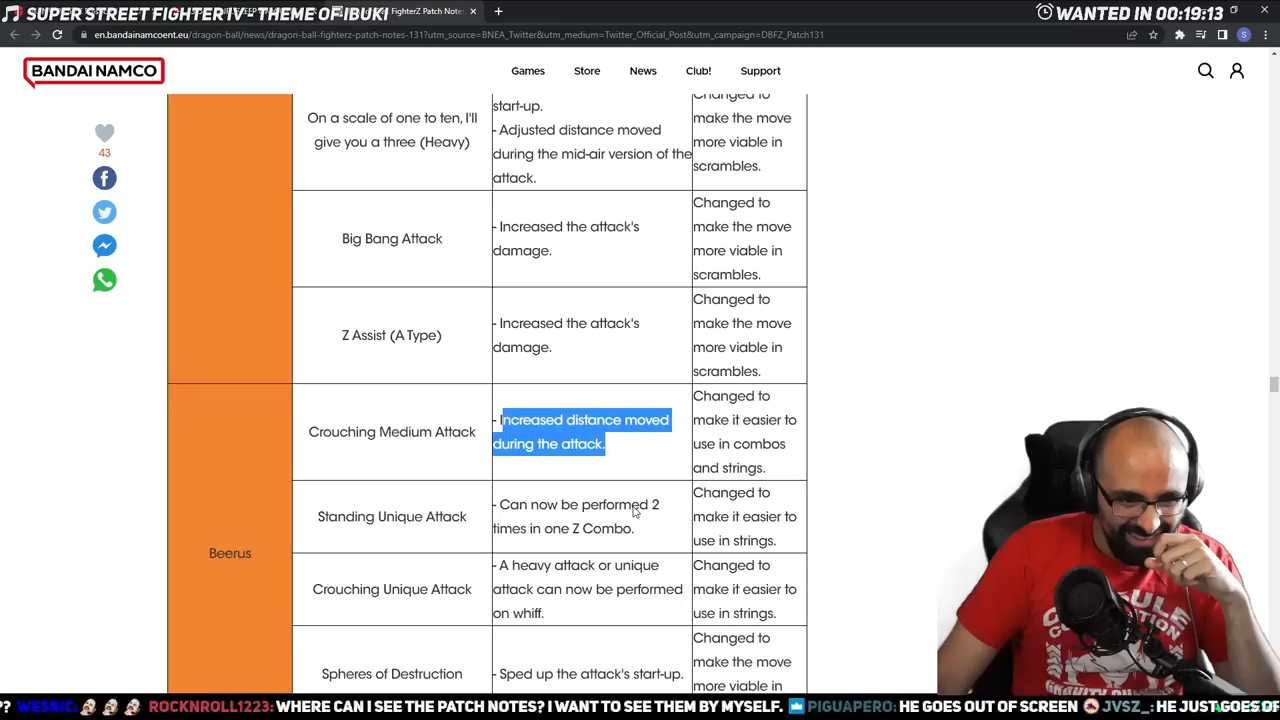 SUPER STREET FIGHTER IV - THEME OF IBUKI
FighterZ Patch Note
WANTED IN 00:19:13
en.bandainamcoent.eu/dragon-ball/news/dragon-ball-fighterz-patch-notes-131?utm_source=BNEA_Twitter&utm_medium=Twitter_Official_Post&utm_campaign=DBFZ_Patch131
S
BANDAI NAMCO
Games
Store
News
Club!
Support
43
On a scale of one to ten, I'll
give you a three (Heavy)
start-up.
- Adjusted distance moved
during the mid-air version of the
attack.
Changed to
make the move
more viable in
scrambles.
Big Bang Attack
- Increased the attack's
damage.
Changed to
make the move
more viable in
scrambles.
Z Assist (A Type)
- Increased the attack's
damage.
Changed to
make the move
more viable in
scrambles.
Beerus
Crouching Medium Attack
- Increased distance moved
during the attack.
Changed to
make it easier to
use in combos
and strings.
Standing Unique Attack
- Can now be performed 2
times in one Z Combo.
Changed to
make it easier to
use in strings.
Crouching Unique Attack
- A heavy attack or unique
attack can now be performed
on whiff.
Changed to
make it easier to
use in strings.
Spheres of Destruction
- Sped up the attack's start-up.
Changed to
make the move
more viable in
?? WESRIC: ROCKNROLL1223: WHERE CAN I SEE THE PATCH NOTES? I WANT TO SEE THEM BY MYSELF. PIGUAPERO: HE GOES OUT OF SCREEN JVSZ_: HE JUST GOES OF